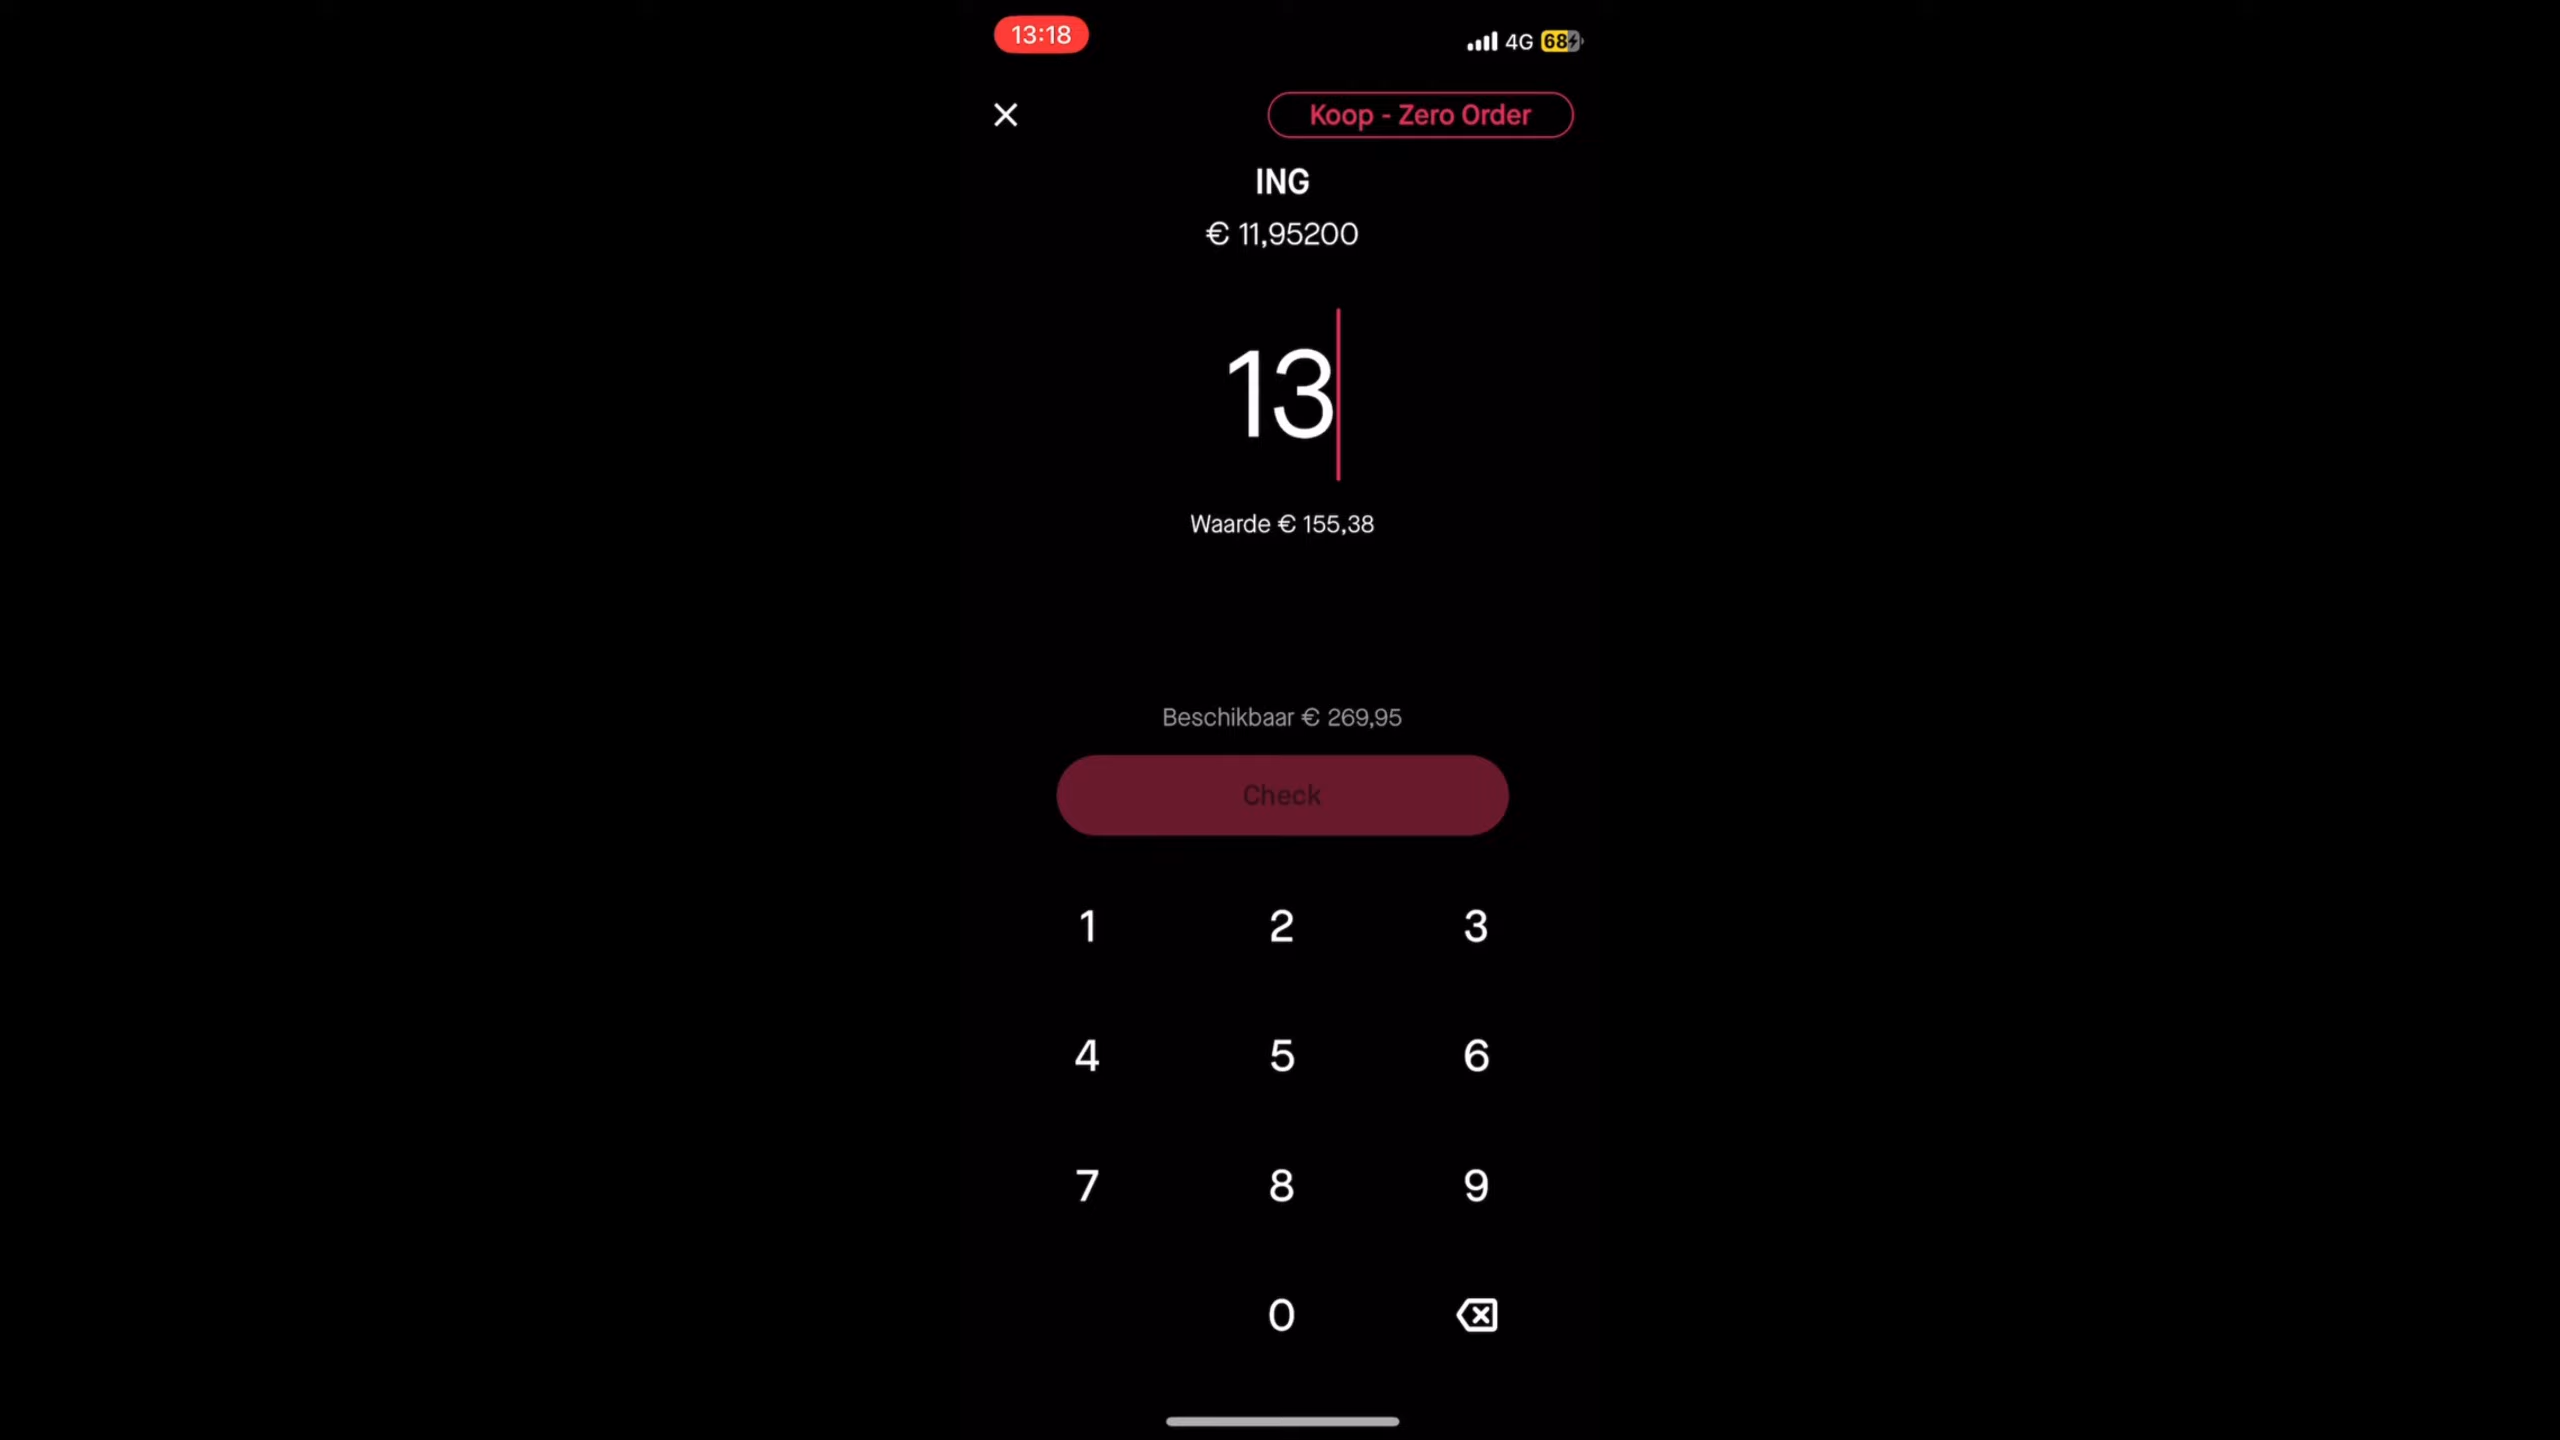 13:18
4G 68
Koop - Zero Order
ING
€ 11,95200
13
Waarde € 155,38
Beschikbaar € 269,95
Check
1 2 3
4 5 6
7 8 9
0